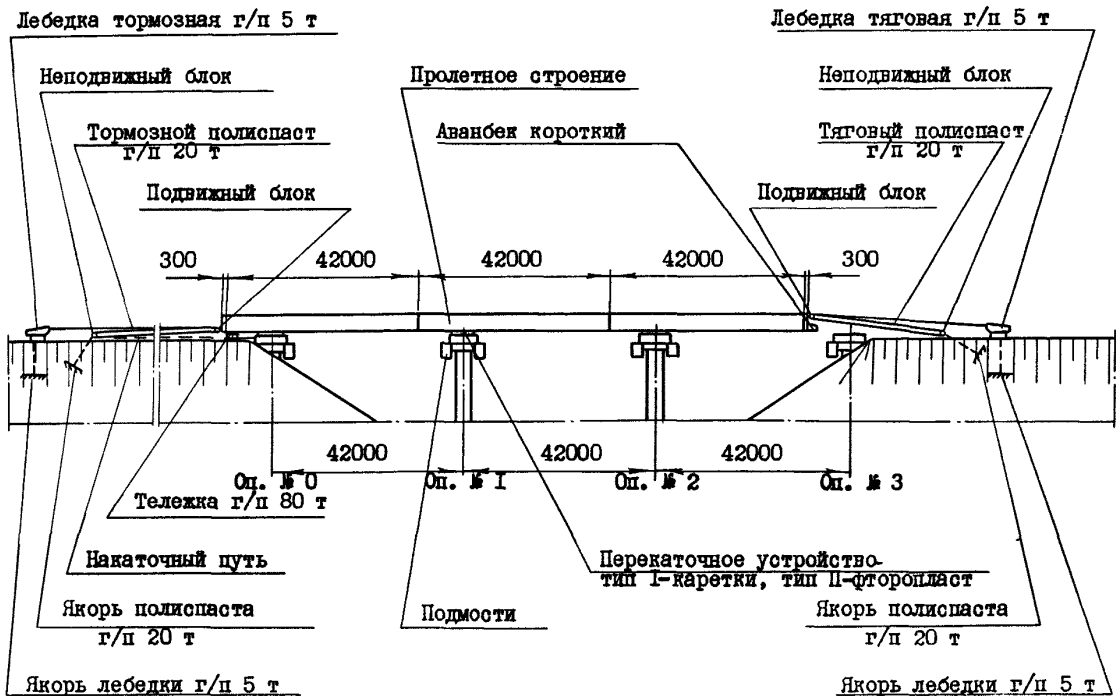 Лебедка тормозная г/п 5 т
Лебедка тяговая г/п 5 т
Неподвижный блок
Пролетное строение
Неподвижный блок
Тормозной полиспаст
г/п 20 т
Аванбек короткий
Тяговый полиспаст
г/п 20 т
Подвижный блок
Подвижный блок
300
42000
42000
42000
300
42000
42000
42000
Оп. № 0
Оп. № I
Оп. № 2
Оп. № 3
Тележка г/п 80 т
Накаточный путь
Перекаточное устройство-
тип I-каретки, тип II-фторопласт
Якорь полиспаста
г/п 20 т
Подмости
Якорь полиспаста
г/п 20 т
Якорь лебедки г/п 5 т
Якорь лебедки г/п 5 т